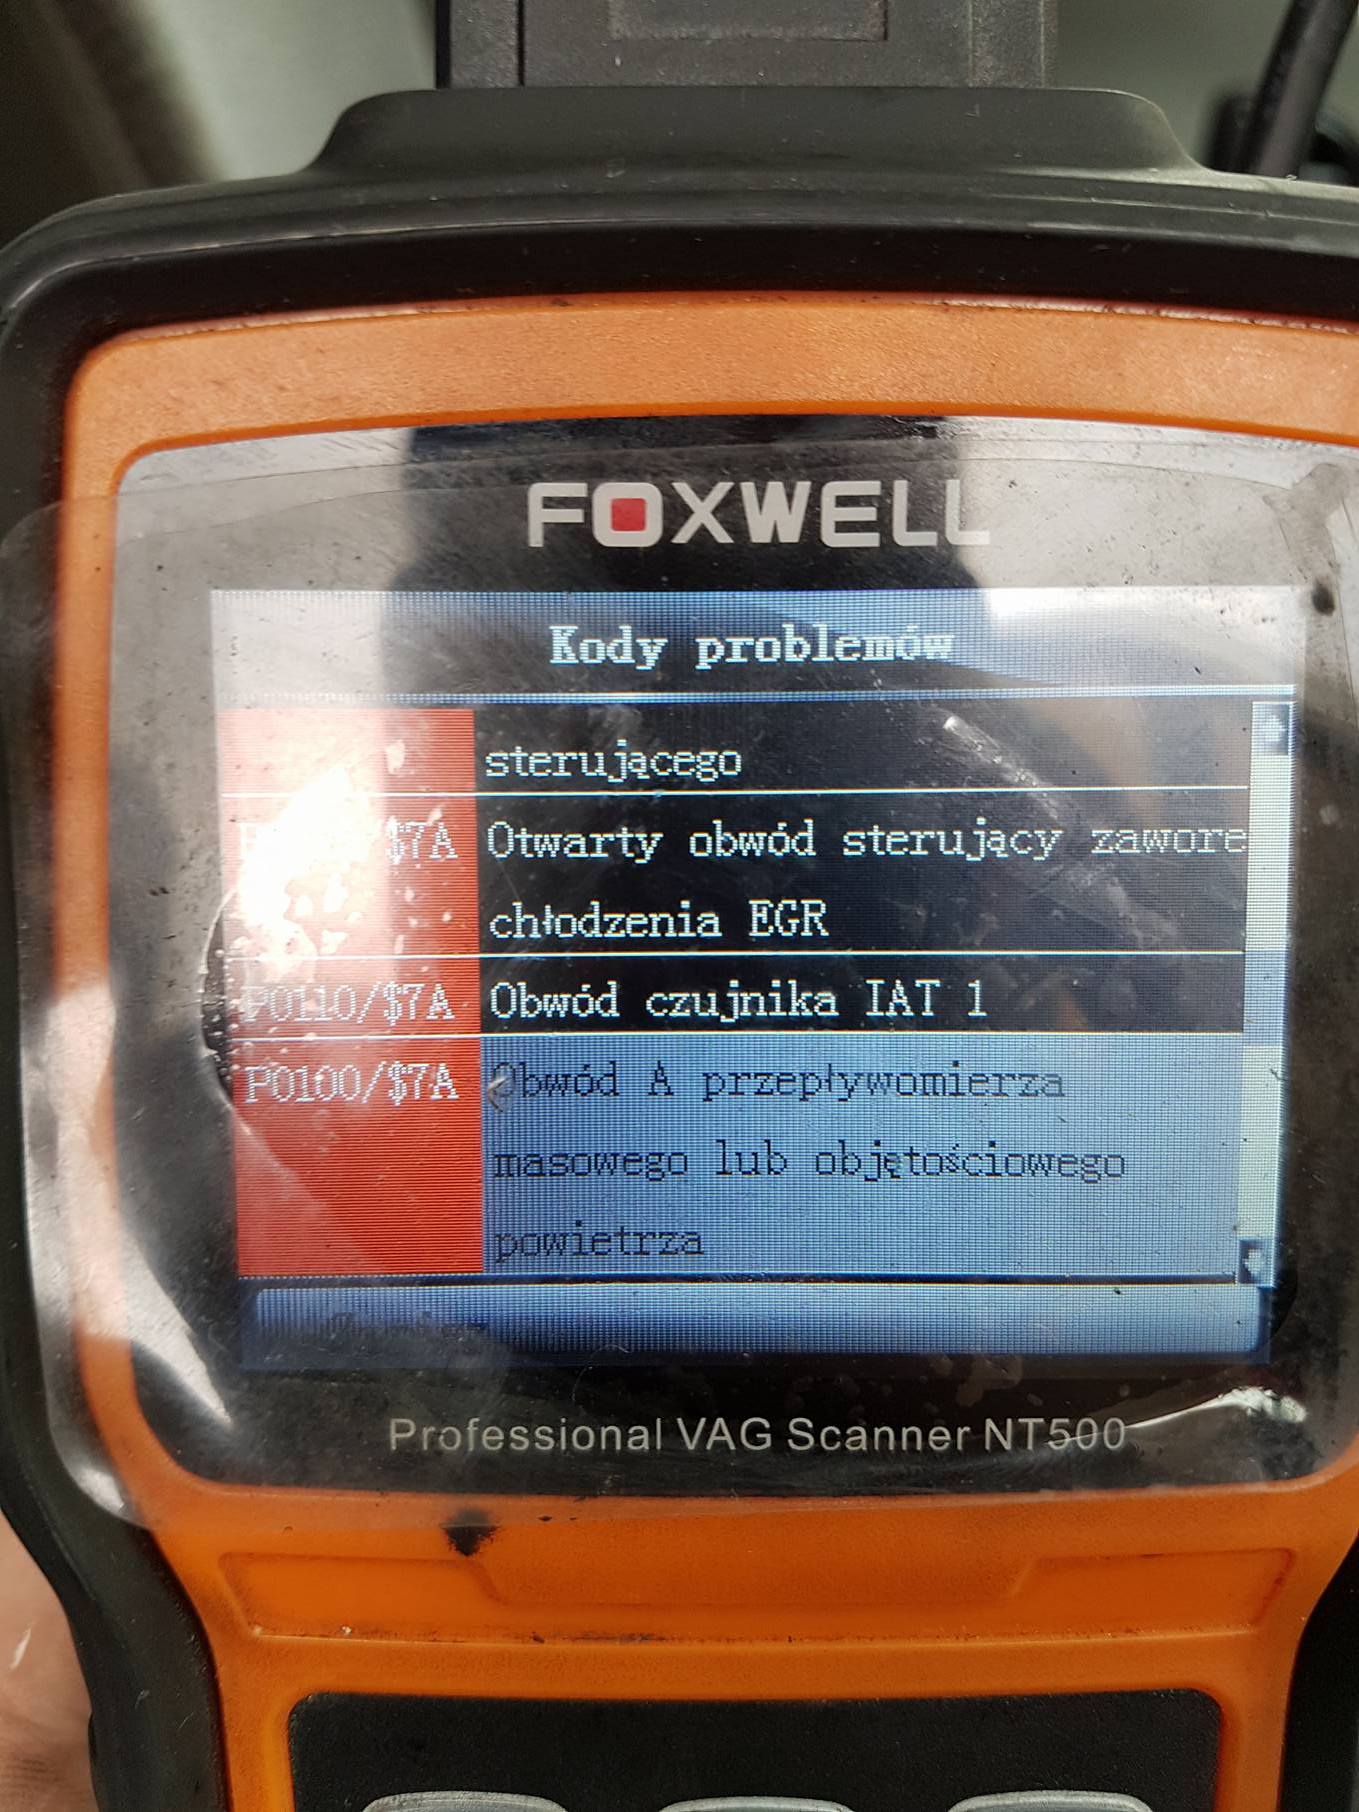 FOXWELL
Kody problemów
sterującego
$7A Otwarty obwód sterujący zawore
chłodzenia EGR
P0110/$7A Obwód czujnika IAT 1
P0100/$7A Obwód A przepływomierza
masowego lub objętościowego
powietrza
Professional VAG Scanner NT500